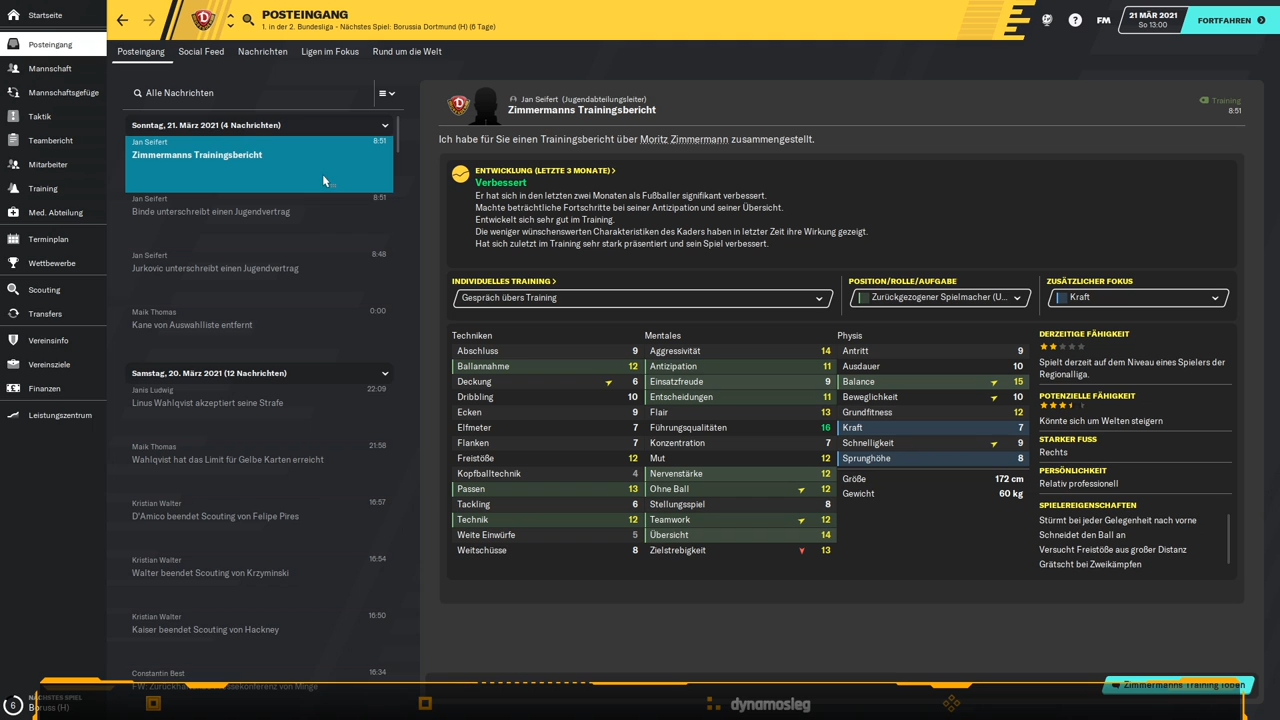 Startseite
Posteingang
Mannschaft
Mannschaftsgefüge
Taktik
Teambericht
Mitarbeiter
Training
Med. Abteilung
Terminplan
Wettbewerbe
Scouting
Transfers
Vereinsinfo
Vereinsziele
Finanzen
Leistungszentrum
6
NÄCHSTES SPIEL
Boruss (H)
POSTEINGANG
1. in der 2. Bundesliga - Nächstes Spiel: Borussia Dortmund (H) (6 Tage)
?
FM
21 MÄR 2021
So 13:00
FORTFAHREN
Posteingang
Social Feed
Nachrichten
Ligen im Fokus
Rund um die Welt
Alle Nachrichten
Sonntag, 21. März 2021 (4 Nachrichten)
Jan Seifert 8:51
Zimmermanns Trainingsbericht
Jan Seifert 8:51
Binde unterschreibt einen Jugendvertrag
Jan Seifert 8:48
Jurkovic unterschreibt einen Jugendvertrag
Maik Thomas 0:00
Kane von Auswahlliste entfernt
Samstag, 20. März 2021 (12 Nachrichten)
Janis Ludwig 22:09
Linus Wahlqvist akzeptiert seine Strafe
Maik Thomas 21:58
Wahlqvist hat das Limit für Gelbe Karten erreicht
Kristian Walter 16:57
D'Amico beendet Scouting von Felipe Pires
Kristian Walter 16:54
Walter beendet Scouting von Krzyminski
Kristian Walter 16:50
Kaiser beendet Scouting von Hackney
Constantin Best 16:34
Jan Seifert (Jugendabteilungsleiter)
Zimmermanns Trainingsbericht
Training
8:51
Ich habe für Sie einen Trainingsbericht über Moritz Zimmermann zusammengestellt.
ENTWICKLUNG (LETZTE 3 MONATE) >
Verbessert
Er hat sich in den letzten zwei Monaten als Fußballer signifikant verbessert.
Machte beträchtliche Fortschritte bei seiner Antizipation und seiner Übersicht.
Entwickelt sich sehr gut im Training.
Die weniger wünschenswerten Charakteristiken des Kaders haben in letzter Zeit ihre Wirkung gezeigt.
Hat sich zuletzt im Training sehr stark präsentiert und sein Spiel verbessert.
INDIVIDUELLES TRAINING >
Gespräch übers Training
POSITION/ROLLE/AUFGABE
Zurückgezogener Spielmacher (U...
ZUSÄTZLICHER FOKUS
Kraft
Techniken
Abschluss 9
Ballannahme 12
Deckung 6
Dribbling 10
Ecken 9
Elfmeter 7
Flanken 7
Freistöße 12
Kopfballtechnik 4
Passen 13
Tackling 6
Technik 12
Weite Einwürfe 5
Weitschüsse 8
Mentales
Aggressivität 14
Antizipation 11
Einsatzfreude 9
Entscheidungen 11
Flair 13
Führungsqualitäten 16
Konzentration 7
Mut 12
Nervenstärke 12
Ohne Ball 12
Stellungsspiel 8
Teamwork 12
Übersicht 14
Zielstrebigkeit 13
Physis
Antritt 9
Ausdauer 10
Balance 15
Beweglichkeit 10
Grundfitness 12
Kraft 7
Schnelligkeit 9
Sprunghöhe 8
Größe 172 cm
Gewicht 60 kg
DERZEITIGE FÄHIGKEIT
Spielt derzeit auf dem Niveau eines Spielers der
Regionalliga.
POTENZIELLE FÄHIGKEIT
Könnte sich um Welten steigern
STARKER FUSS
Rechts
PERSÖNLICHKEIT
Relativ professionell
SPIELEREIGENSCHAFTEN
Stürmt bei jeder Gelegenheit nach vorne
Schneidet den Ball an
Versucht Freistöße aus großer Distanz
Grätscht bei Zweikämpfen
Zimmermanns Training loben
dynamosleg